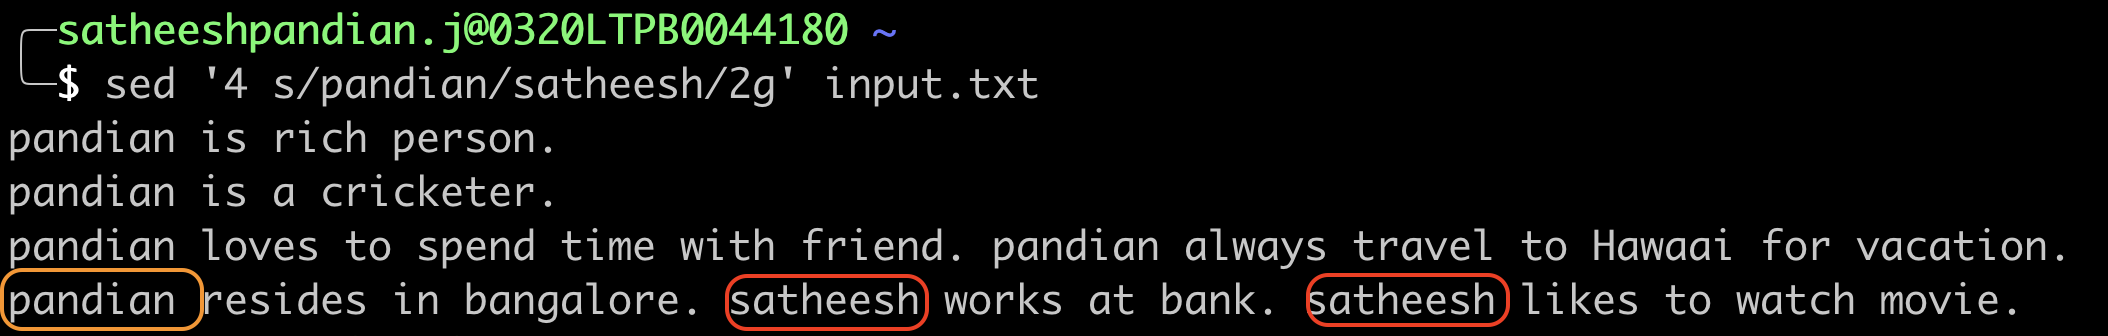 satheeshpandian.j@0320LTPB0044180 ~
$ sed '4 s/pandian/satheesh/2g' input.txt
pandian is rich person.
pandian is a cricketer.
pandian loves to spend time with friend. pandian always travel to Hawaai for vacation.
pandian resides in bangalore. satheesh works at bank. satheesh likes to watch movie.